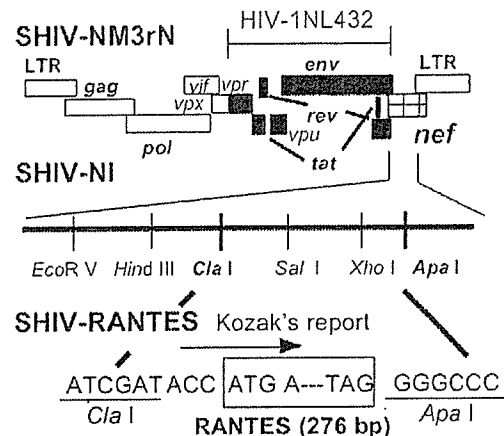 HIV-1NL432
SHIV-NM3rN
LTR gag vif vpr env LTR
vpx rev
pol vpu tat nef
SHIV-NI
EcoR V Hind III Cla I Sal I Xho I Apa I
SHIV-RANTES Kozak's report
ATCGAT ACC ATG A---TAG GGGCCC
Cla I Apa I
RANTES (276 bp)